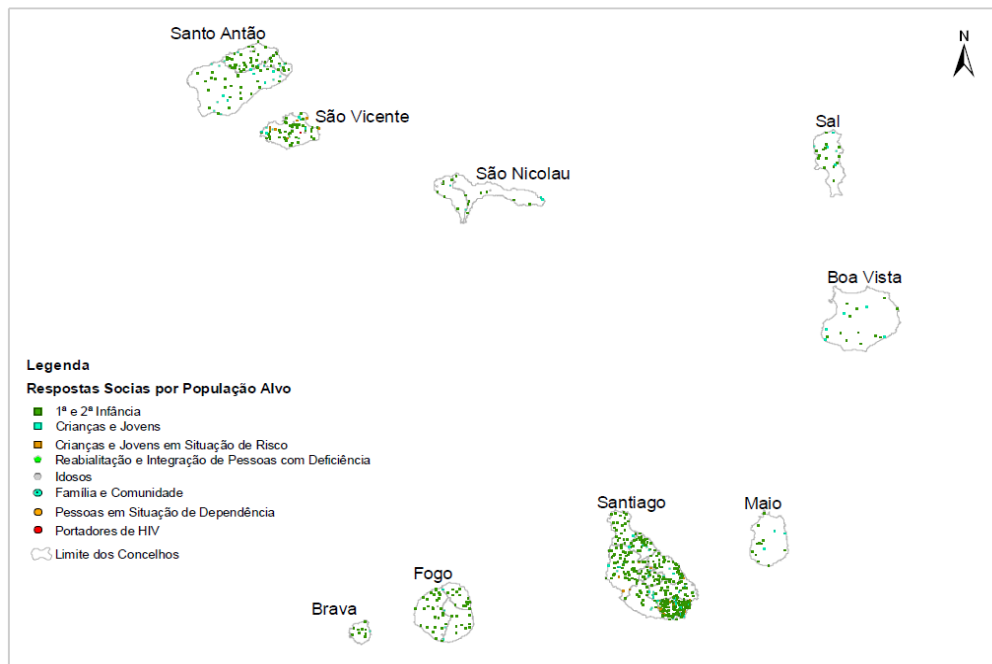 Santo Antão
N
São Vicente
Sal
São Nicolau
Boa Vista
Legenda
Respostas Socias por População Alvo
1ª e 2ª Infância
Crianças e Jovens
Crianças e Jovens em Situação de Risco
Reabialitação e Integração de Pessoas com Deficiência
Idosos
Família e Comunidade
Pessoas em Situação de Dependência
Portadores de HIV
Limite dos Concelhos
Santiago
Maio
Fogo
Brava